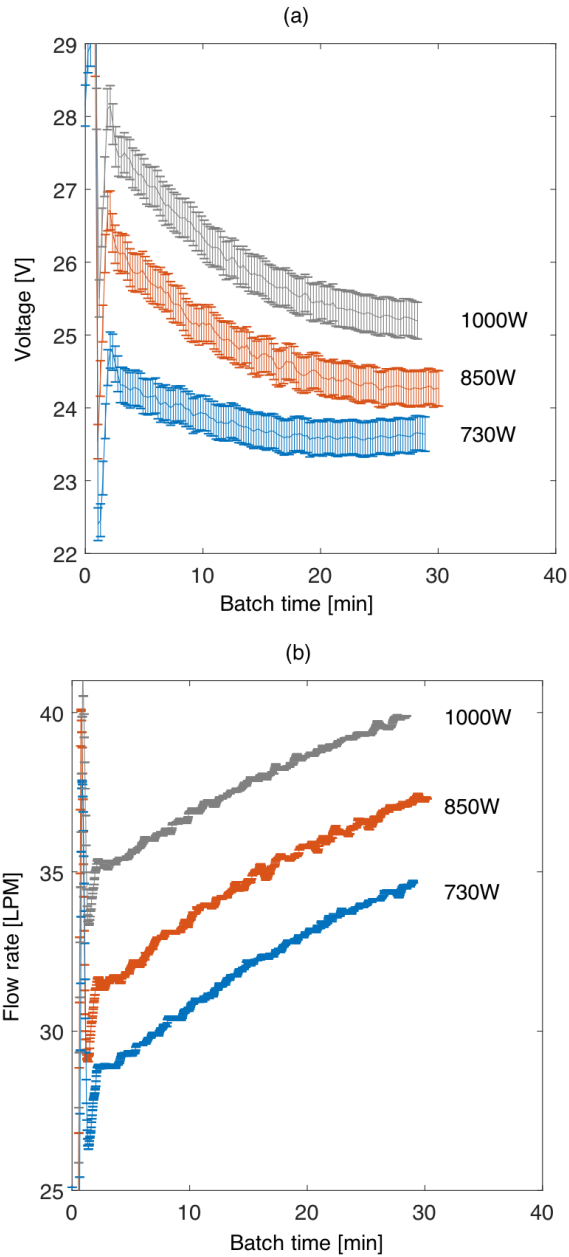 (a)
29
28
27
26
25
24
23
22
Voltage [V]
1000W
850W
730W
0 10 20 30 40
Batch time [min]
(b)
40
35
30
25
Flow rate [LPM]
1000W
850W
730W
0 10 20 30 40
Batch time [min]